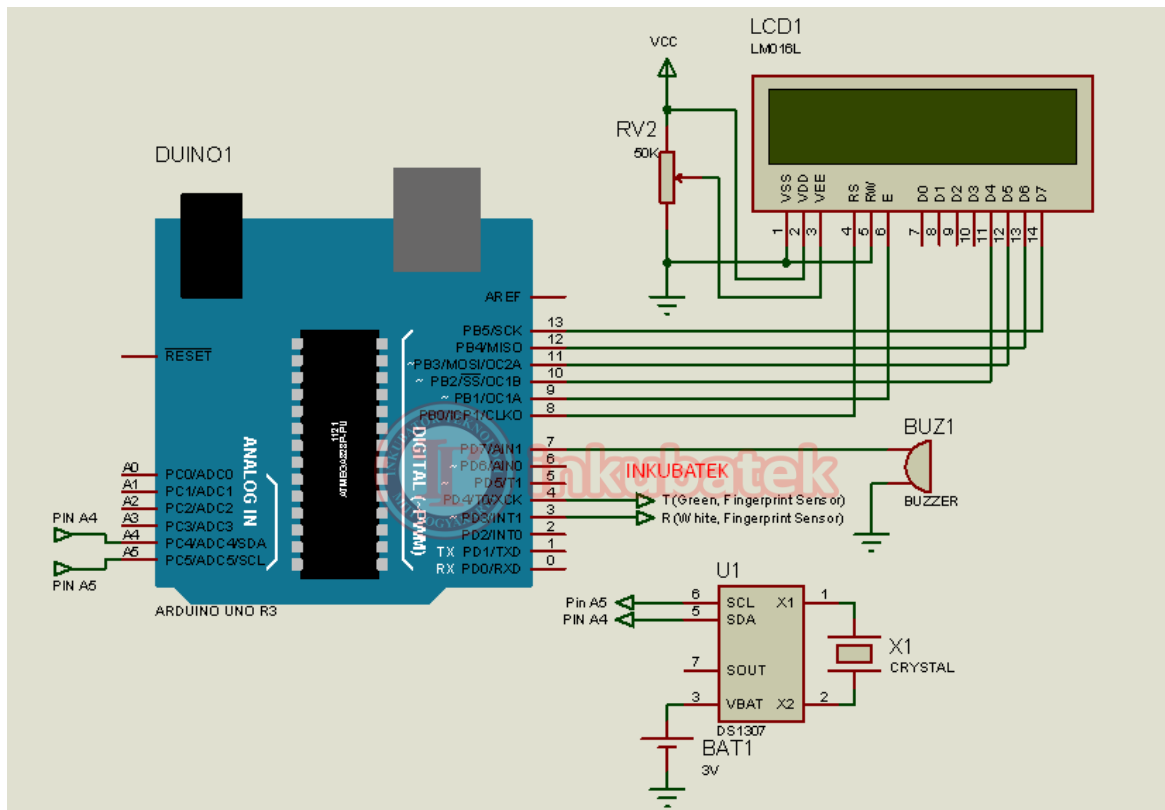 LCD1
LM016L
VCC
RV2
50K
VSS
VDD
VEE
RS
RW
E
D0
D1
D2
D3
D4
D5
D6
D7
1
2
3
4
5
6
7
8
9
10
11
12
13
14
DUINO1
AREF
RESET
PB5/SCK 13
PB4/MISO 12
~PB3/MOSI/OC2A 11
~ PB2/SS/OC1B 10
~ PB1/OC1A 9
PB0/ICP1/CLKO 8
PD7/AIN1 7
~ PD6/AIN0 6
~ PD5/T1 5
PD4/T0/XCK 4
~ PD3/INT1 3
PD2/INT0 2
TX PD1/TXD 1
RX PD0/RXD 0
1121
ATMEGA328P-PU
DIGITAL (~PWM)
ANALOG IN
A0 PC0/ADC0
A1 PC1/ADC1
A2 PC2/ADC2
A3 PC3/ADC3
A4 PC4/ADC4/SDA
A5 PC5/ADC5/SCL
PIN A4
PIN A5
ARDUINO UNO R3
INKUBATEK
inkubatek
T(Green, Fingerprint Sensor)
R(White, Fingerprint Sensor)
BUZ1
BUZZER
U1
Pin A5
PIN A4
6 SCL X1 1
5 SDA
7 SOUT
3 VBAT X2 2
DS1307
X1
CRYSTAL
BAT1
3V